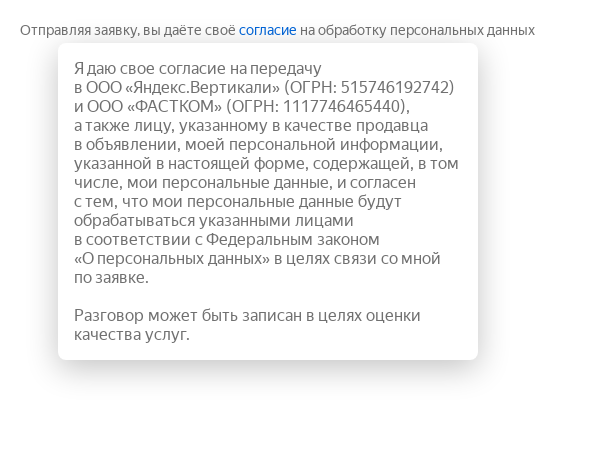 Отправляя заявку, вы даёте своё согласие на обработку персональных данных
Я даю свое согласие на передачу
в ООО «Яндекс.Вертикали» (ОГРН: 515746192742)
и ООО «ФАСТКОМ» (ОГРН: 1117746465440),
а также лицу, указанному в качестве продавца
в объявлении, моей персональной информации,
указанной в настоящей форме, содержащей, в том
числе, мои персональные данные, и согласен
с тем, что мои персональные данные будут
обрабатываться указанными лицами
в соответствии с Федеральным законом
«О персональных данных» в целях связи со мной
по заявке.
Разговор может быть записан в целях оценки
качества услуг.